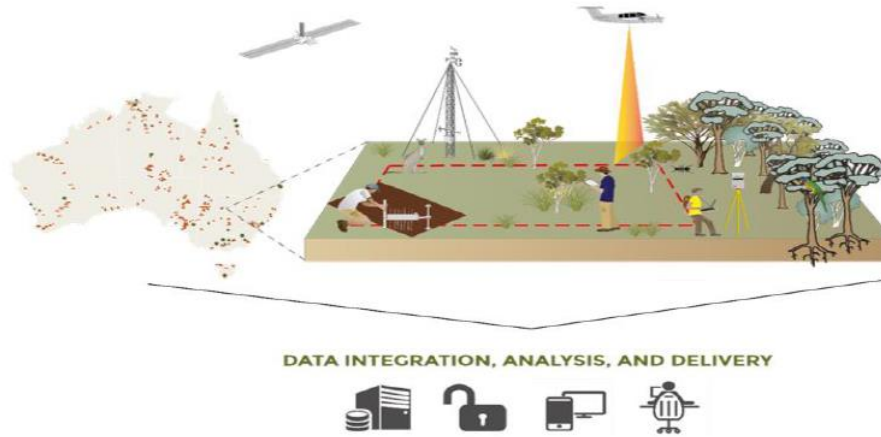 DATA INTEGRATION, ANALYSIS, AND DELIVERY